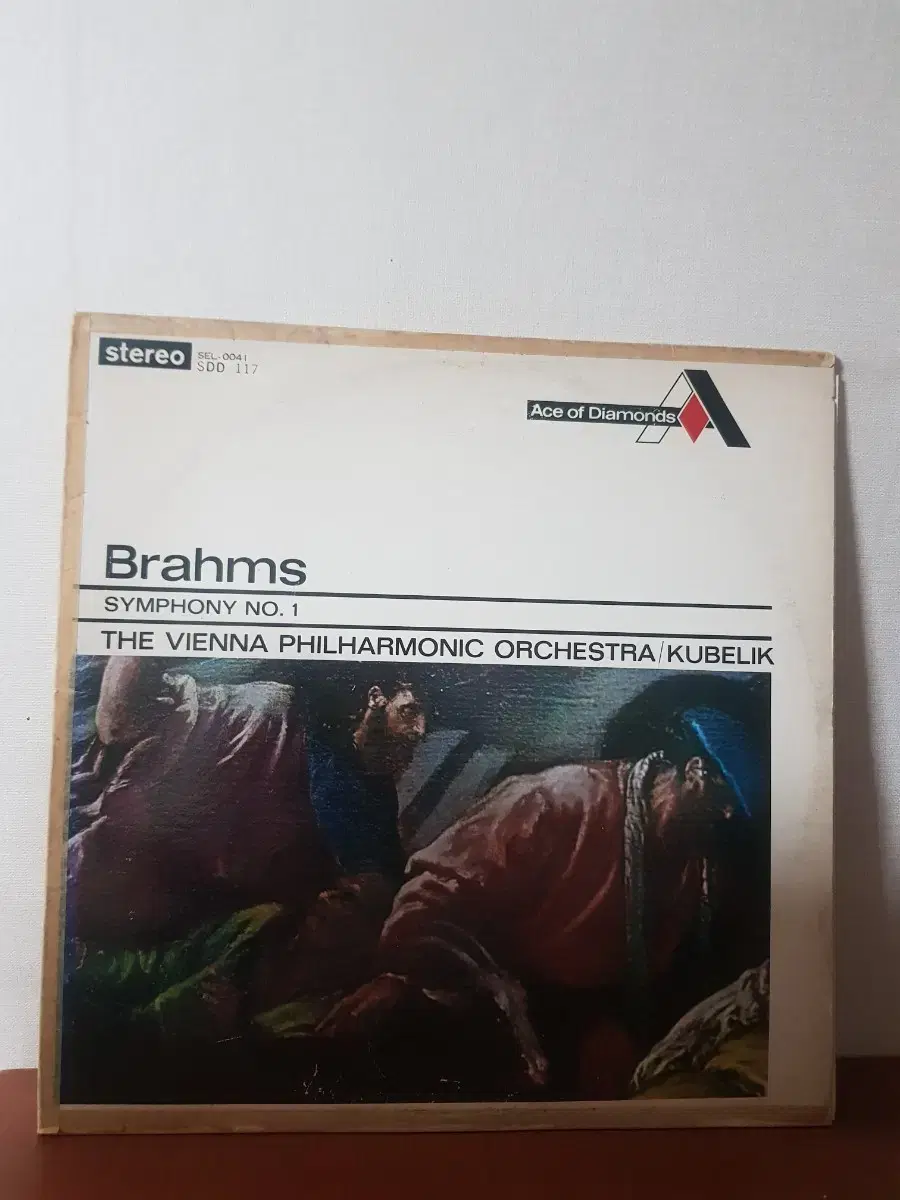 stereo
SEL-0041
SDD 117
Ace of Diamonds
Brahms
SYMPHONY NO. 1
THE VIENNA PHILHARMONIC ORCHESTRA/KUBELIK